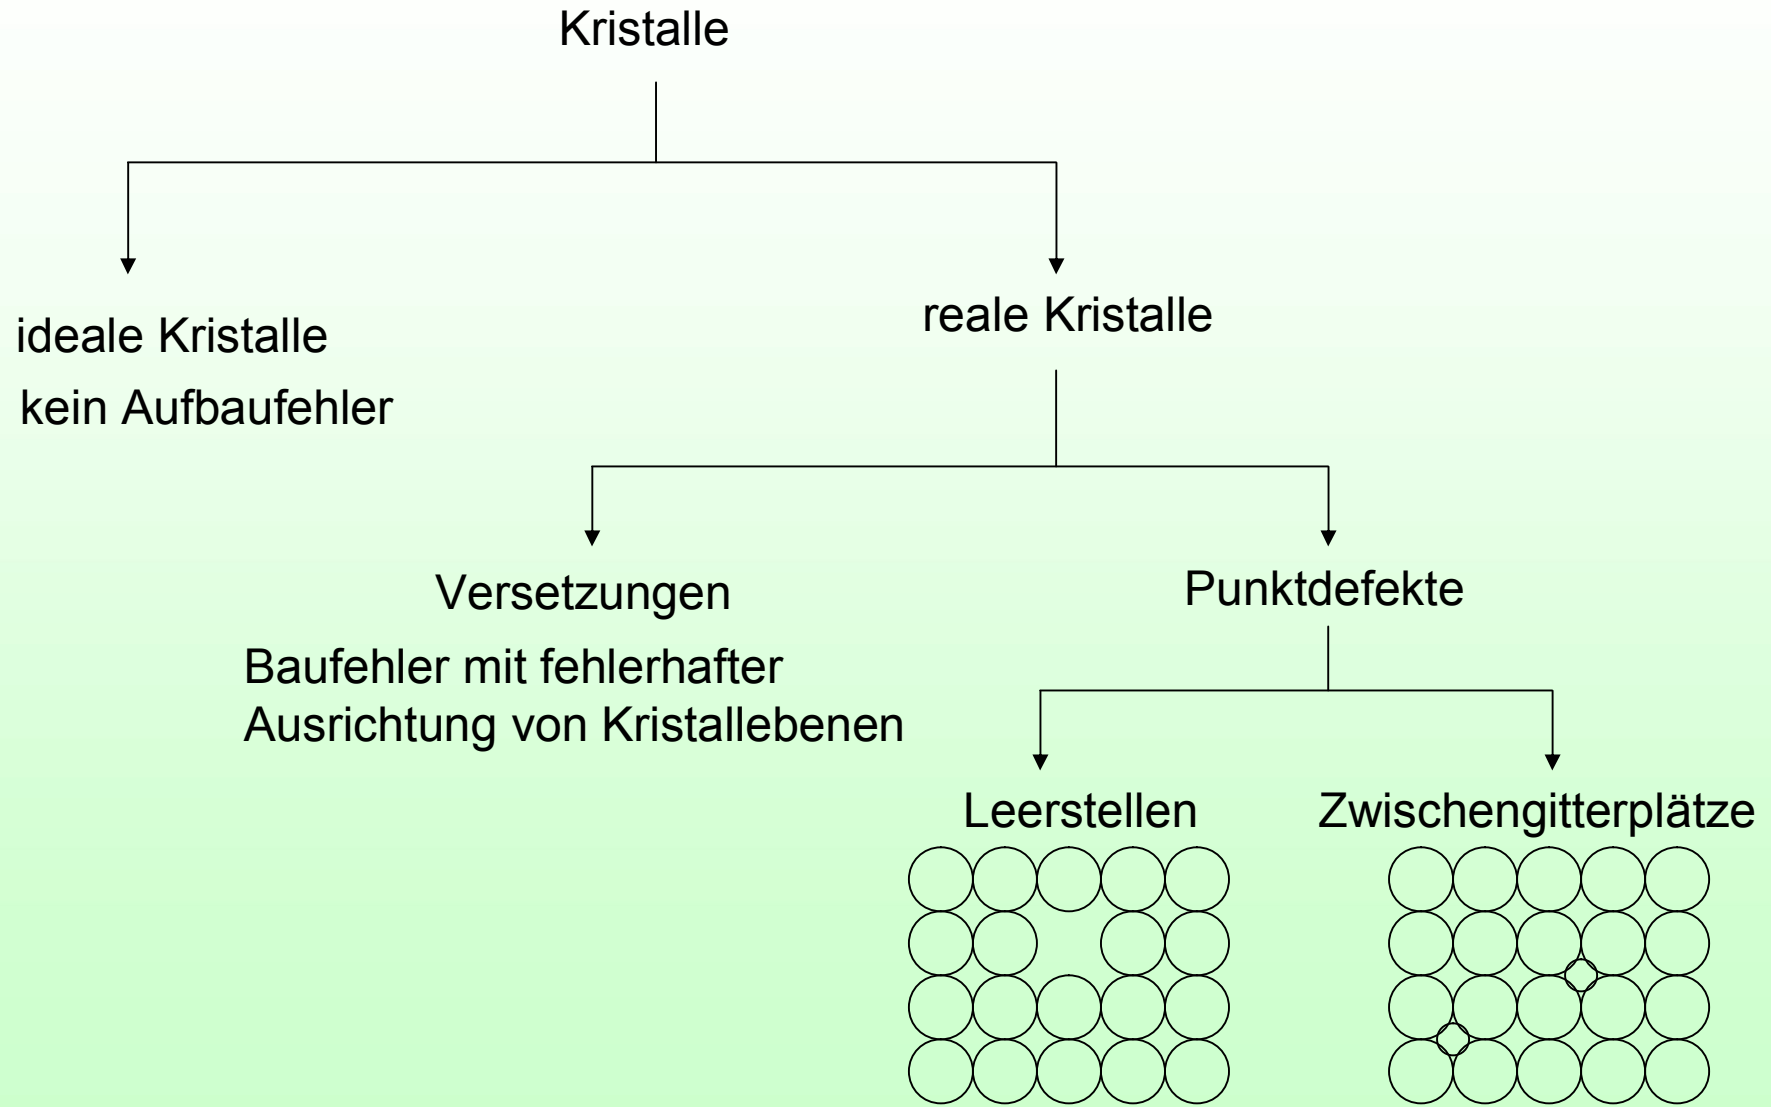 Kristalle
ideale Kristalle
kein Aufbaufehler
reale Kristalle
Versetzungen
Baufehler mit fehlerhafter
Ausrichtung von Kristallebenen
Punktdefekte
Leerstellen
Zwischengitterplätze